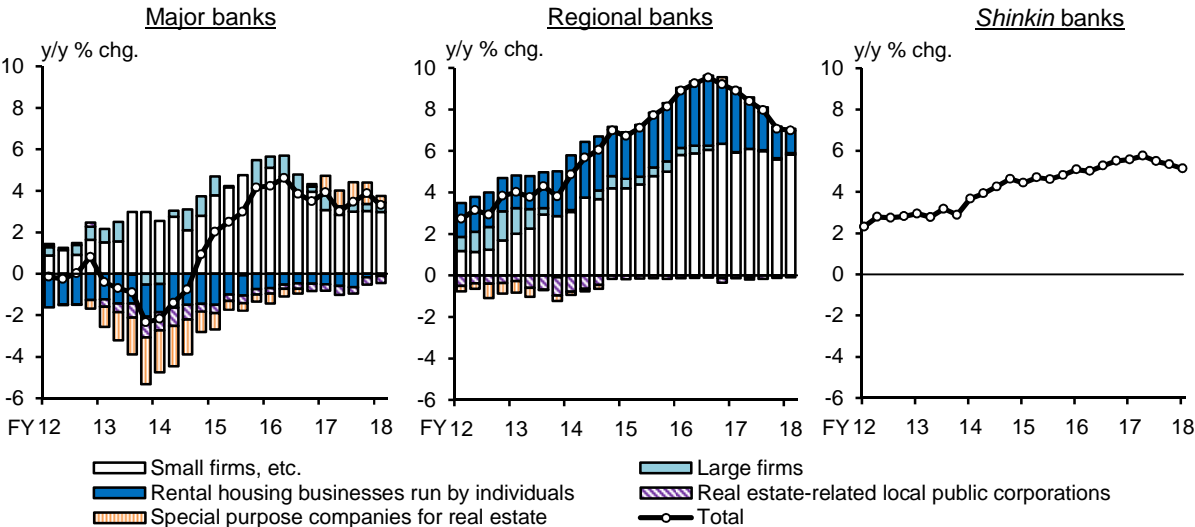 Major banks
Regional banks
Shinkin banks
y/y % chg.
y/y % chg.
y/y % chg.
10
8
6
4
2
0
-2
-4
-6
10
8
6
4
2
0
-2
-4
-6
10
8
6
4
2
0
-2
-4
-6
FY 12 13 14 15 16 17 18
FY 12 13 14 15 16 17 18
FY 12 13 14 15 16 17 18
Small firms, etc.
Large firms
Rental housing businesses run by individuals
Real estate-related local public corporations
Special purpose companies for real estate
Total